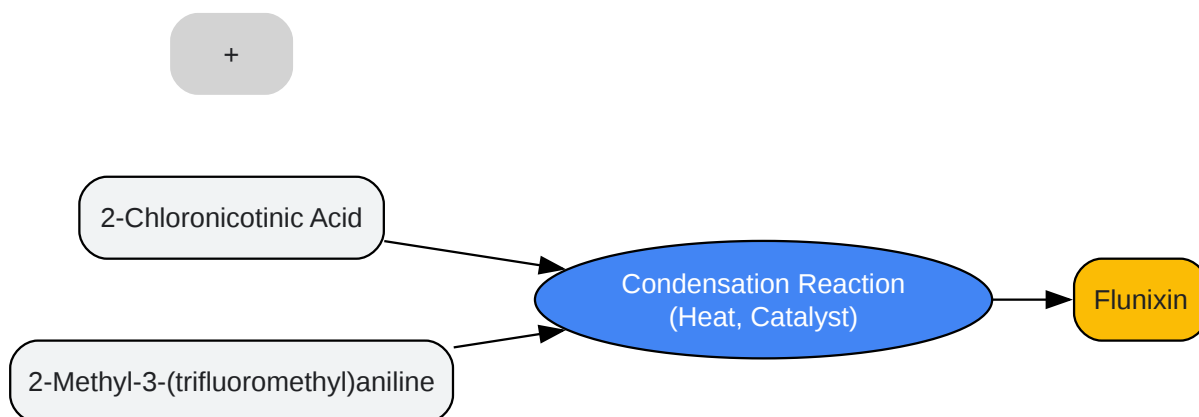 +
2-Chloronicotinic Acid
Condensation Reaction
(Heat, Catalyst)
Flunixin
2-Methyl-3-(trifluoromethyl)aniline